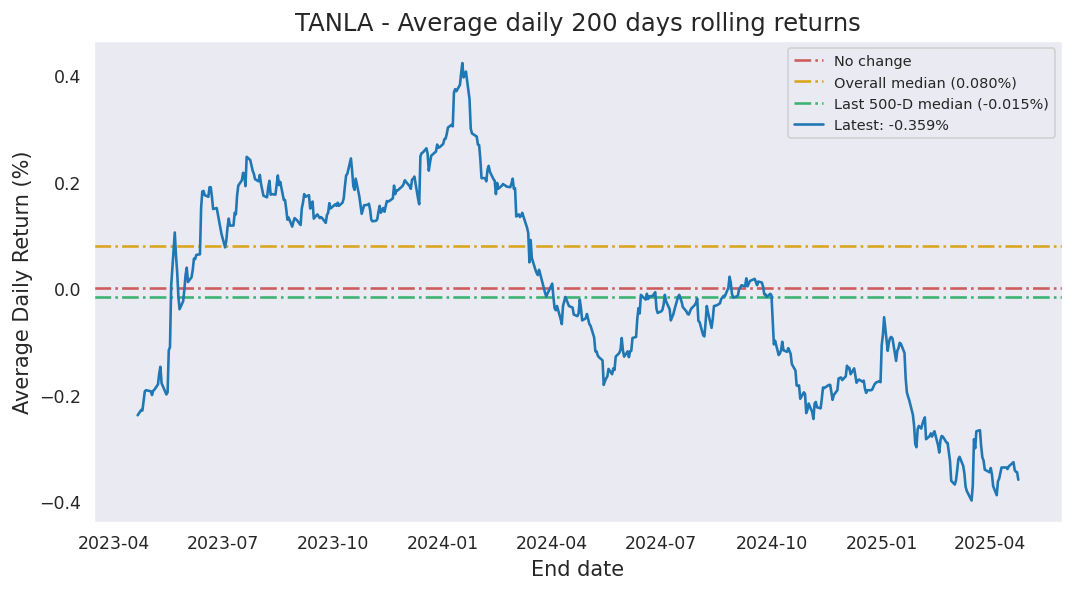 TANLA - Average daily 200 days rolling returns
No change
Overall median (0.080%)
Last 500-D median (-0.015%)
Latest: -0.359%
Average Daily Return (%)
0.4
0.2
0.0
−0.2
−0.4
2023-04 2023-07 2023-10 2024-01 2024-04 2024-07 2024-10 2025-01 2025-04
End date